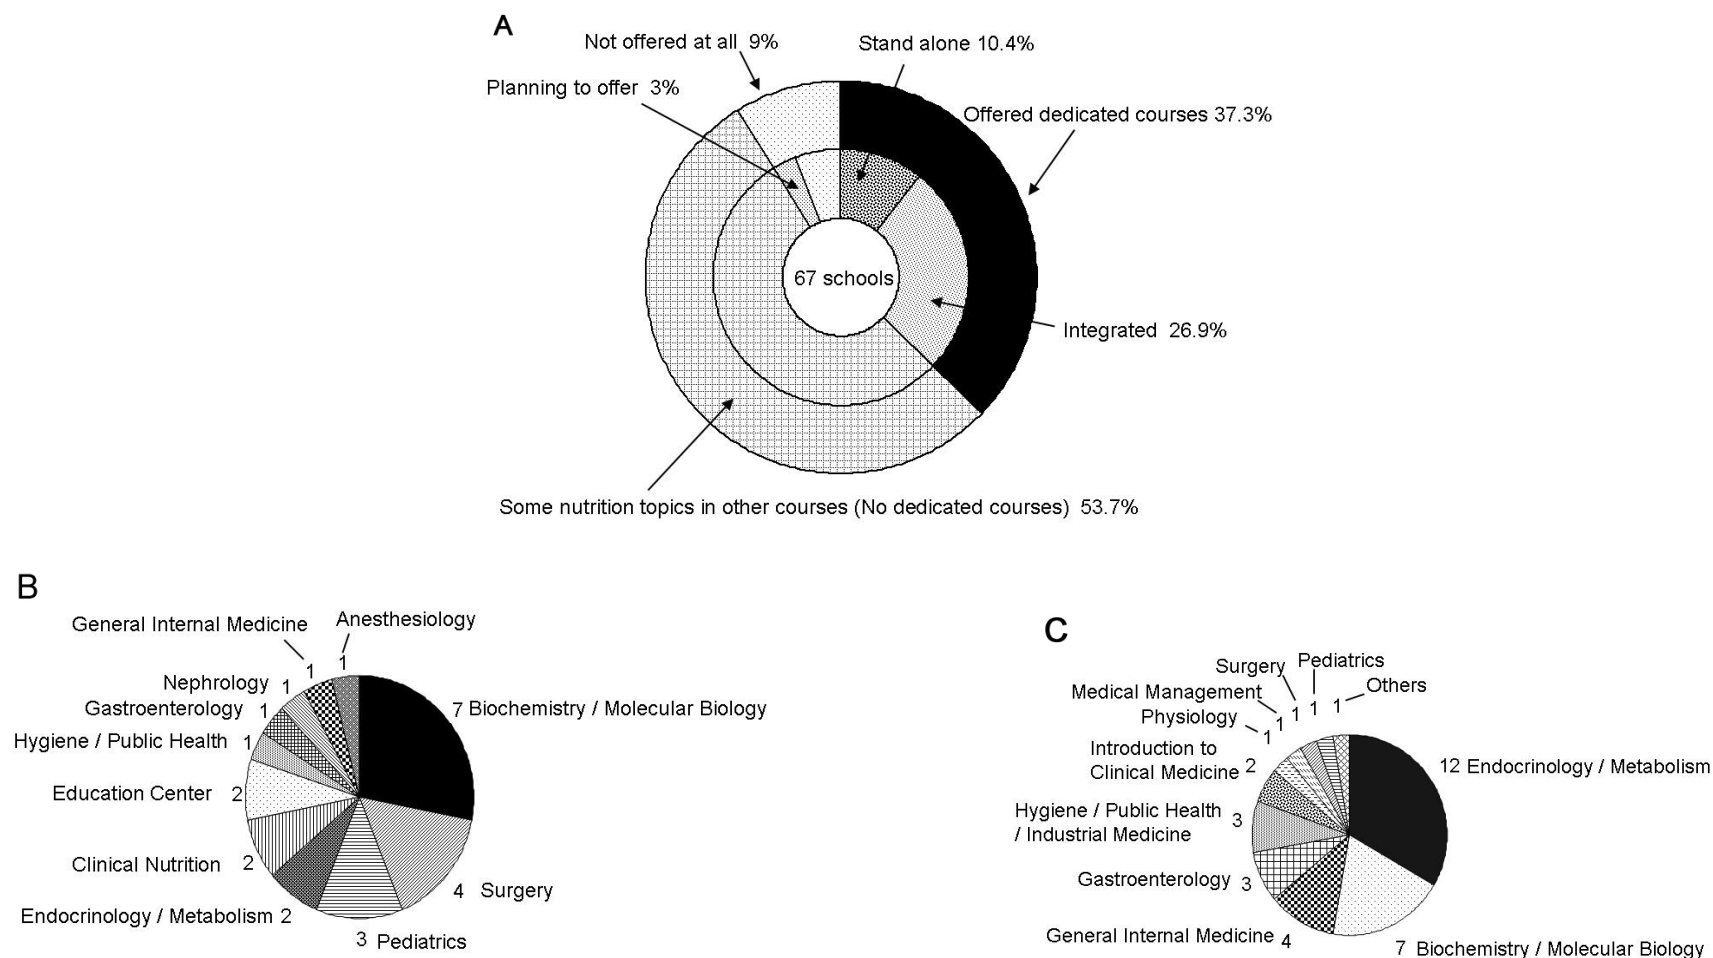 A
Not offered at all 9%
Stand alone 10.4%
Planning to offer 3%
Offered dedicated courses 37.3%
67 schools
Integrated 26.9%
Some nutrition topics in other courses (No dedicated courses) 53.7%
B
General Internal Medicine
1
Anesthesiology
1
Nephrology 1
Gastroenterology 1
7 Biochemistry / Molecular Biology
Hygiene / Public Health 1
Education Center 2
Clinical Nutrition 2
4 Surgery
Endocrinology / Metabolism 2
3 Pediatrics
C
Surgery
1
Pediatrics
1
Others
1
Medical Management
1
Physiology
1
Introduction to
Clinical Medicine 2
12 Endocrinology / Metabolism
Hygiene / Public Health
/ Industrial Medicine
3
Gastroenterology 3
General Internal Medicine 4
7 Biochemistry / Molecular Biology